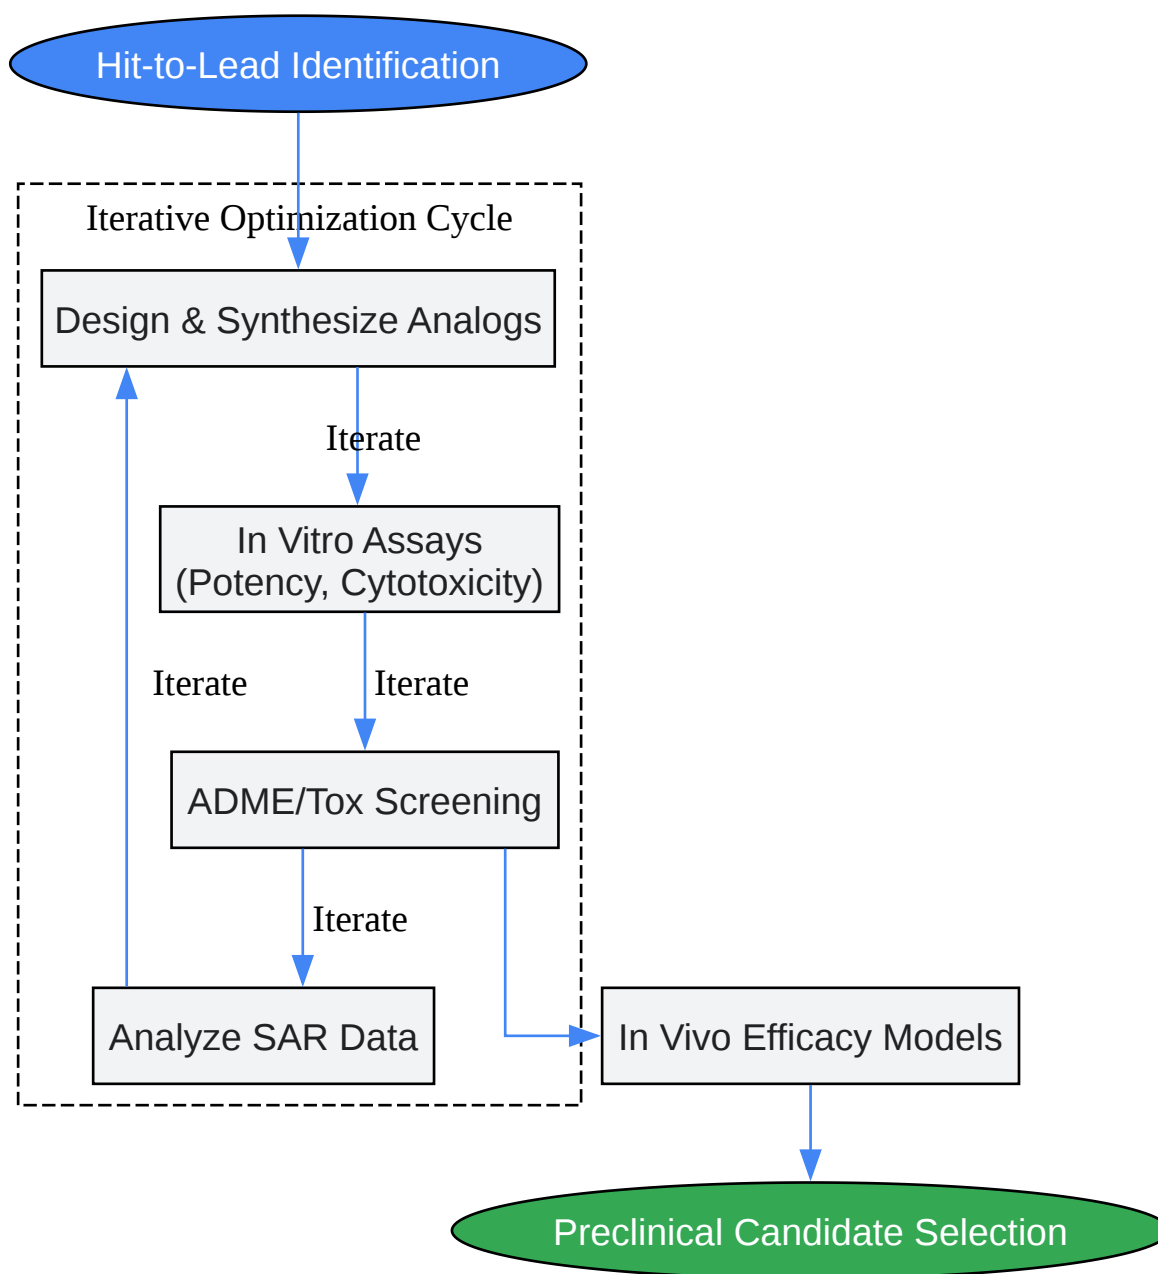 Hit-to-Lead Identification
Iterative Optimization Cycle
Design & Synthesize Analogs
Iterate
In Vitro Assays
(Potency, Cytotoxicity)
Iterate
Iterate
ADME/Tox Screening
Iterate
Analyze SAR Data
In Vivo Efficacy Models
Preclinical Candidate Selection